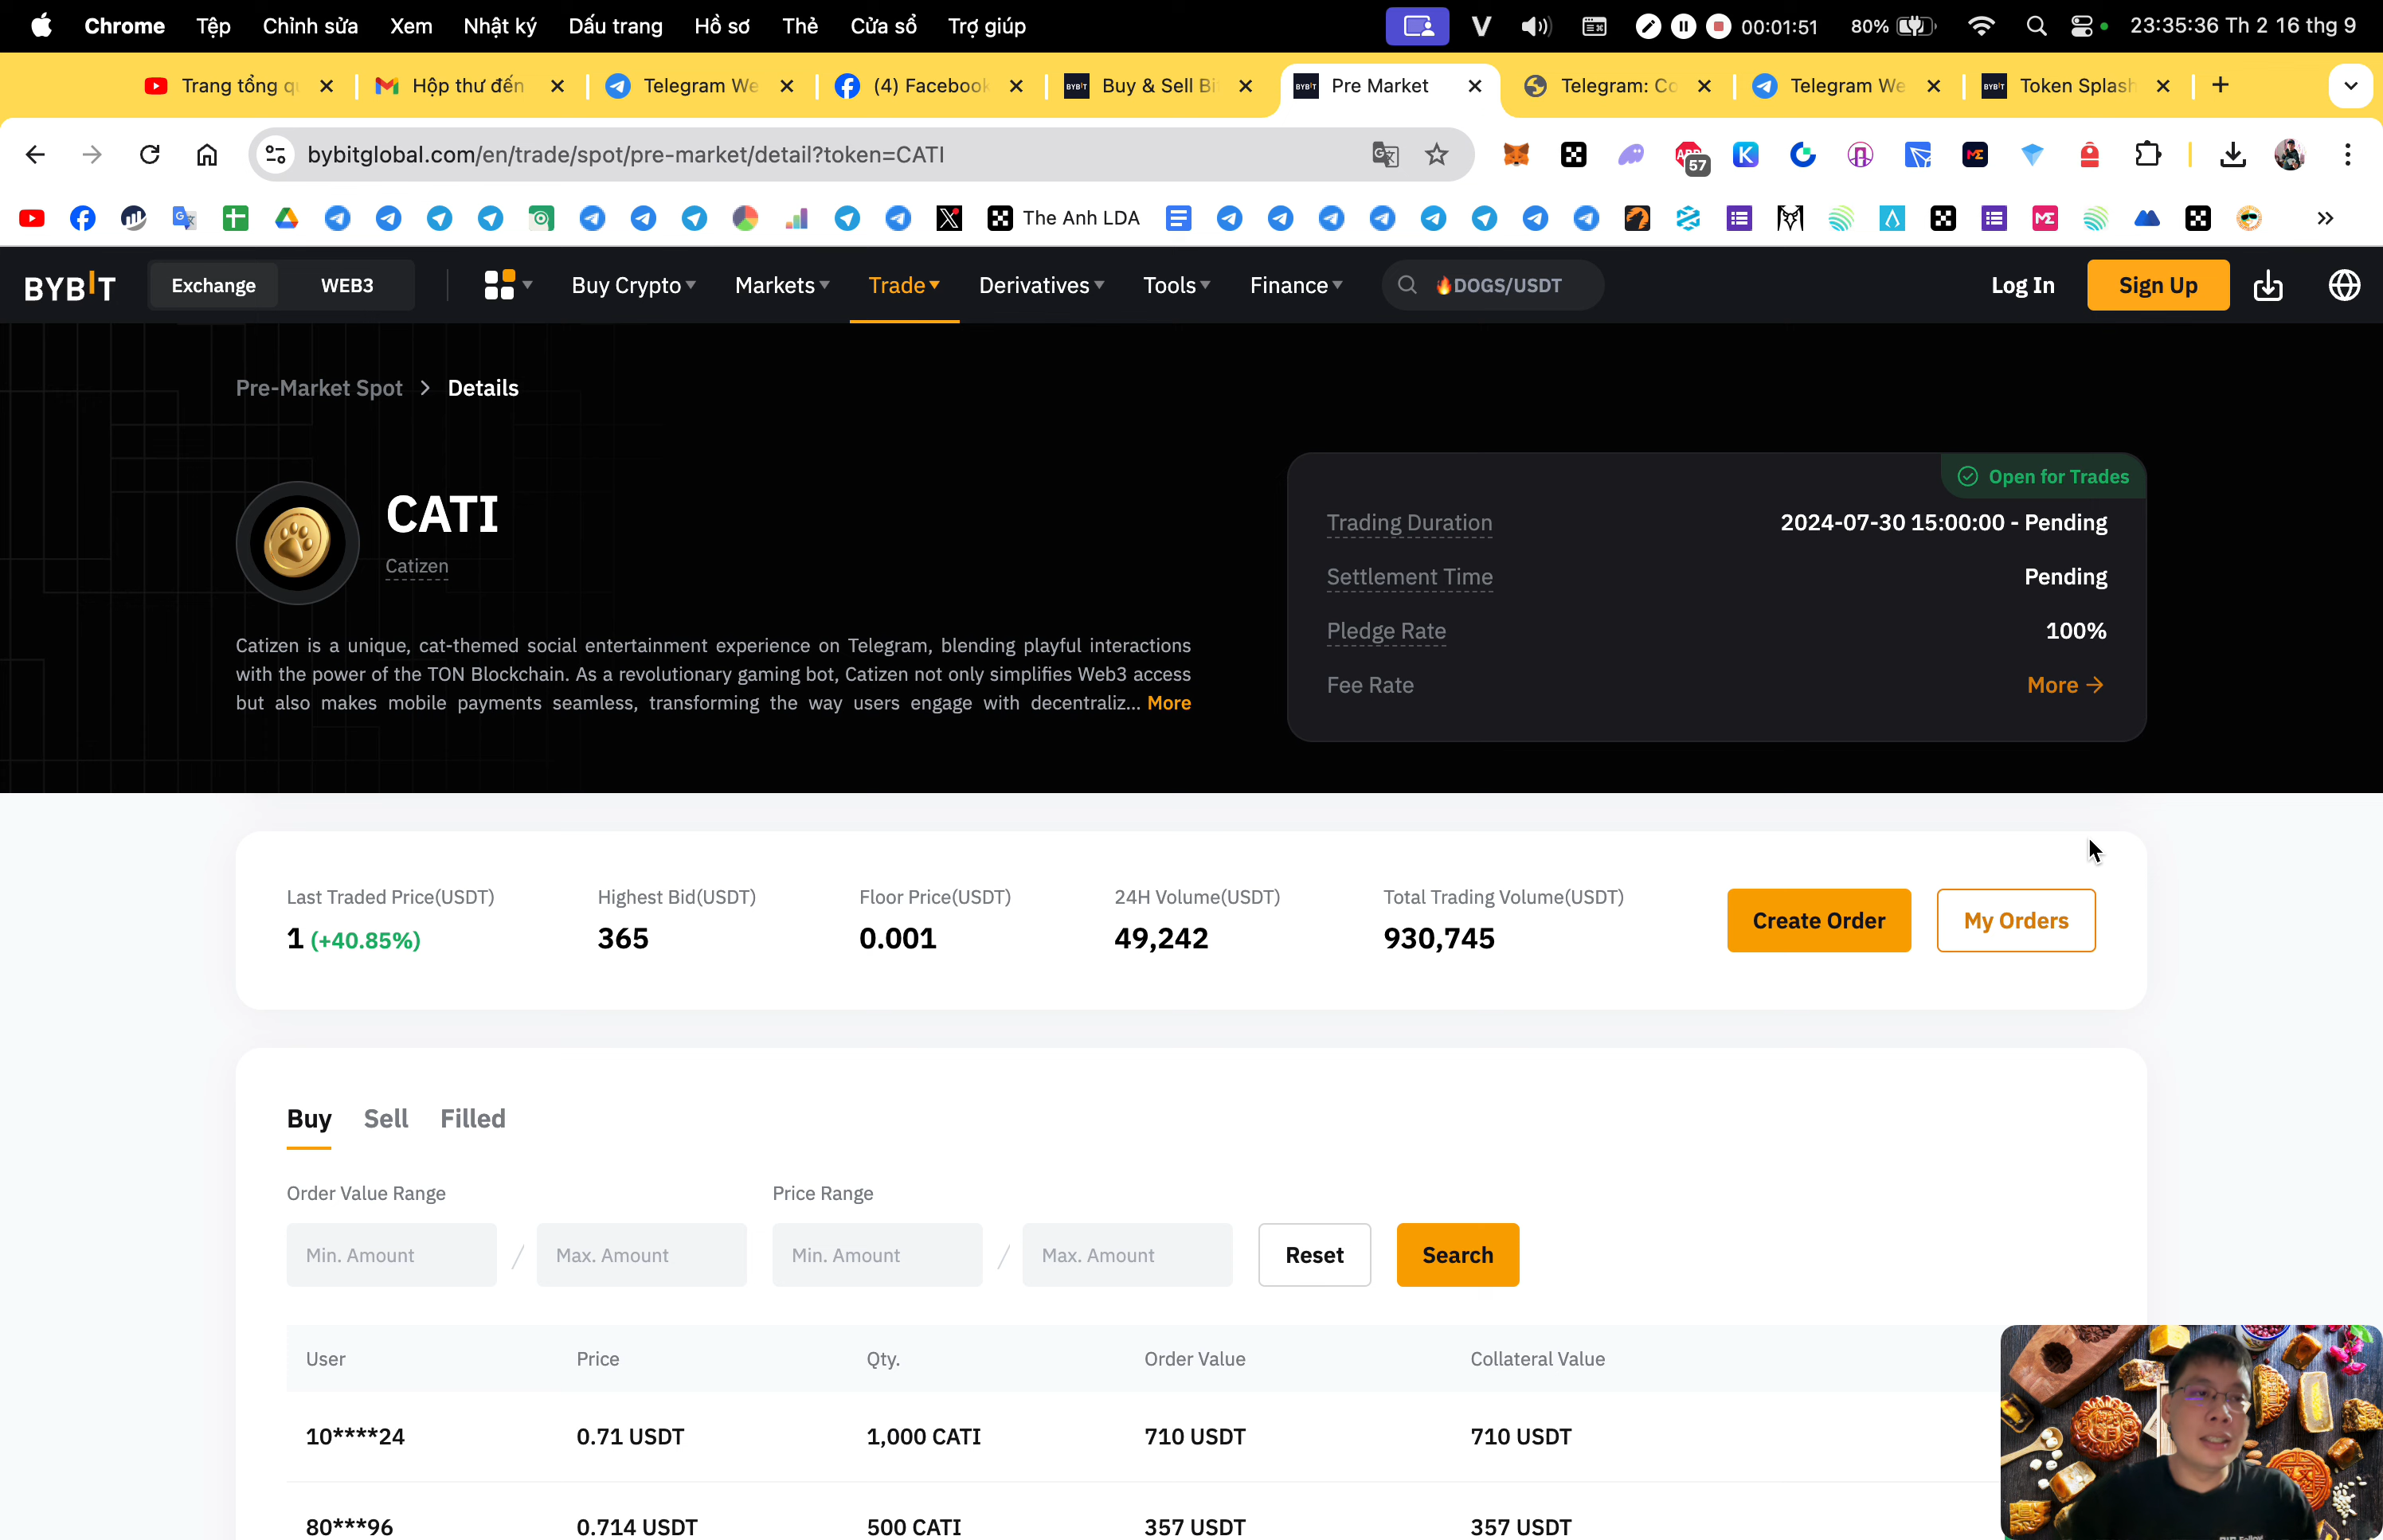 Chrome Tệp Chỉnh sửa Xem Nhật ký Dấu trang Hồ sơ Thẻ Cửa sổ Trợ giúp 00:01:51 80% 23:35:36 Th 2 16 thg 9
Trang tổng Hộp thư đến Telegram We (4) Facebook Buy & Sell Bi Pre Market Telegram: Co Telegram We Token Splash
bybitglobal.com/en/trade/spot/pre-market/detail?token=CATI 57
The Anh LDA
BYBIT Exchange WEB3 Buy Crypto Markets Trade Derivatives Tools Finance 🔥DOGS/USDT Log In Sign Up
Pre-Market Spot > Details
Open for Trades
CATI
Catizen
Trading Duration 2024-07-30 15:00:00 - Pending
Settlement Time Pending
Pledge Rate 100%
Fee Rate More →
Catizen is a unique, cat-themed social entertainment experience on Telegram, blending playful interactions
with the power of the TON Blockchain. As a revolutionary gaming bot, Catizen not only simplifies Web3 access
but also makes mobile payments seamless, transforming the way users engage with decentraliz... More
Last Traded Price(USDT) Highest Bid(USDT) Floor Price(USDT) 24H Volume(USDT) Total Trading Volume(USDT)
1 (+40.85%) 365 0.001 49,242 930,745
Create Order My Orders
Buy Sell Filled
Order Value Range Price Range
Min. Amount / Max. Amount Min. Amount / Max. Amount Reset Search
User Price Qty. Order Value Collateral Value
10****24 0.71 USDT 1,000 CATI 710 USDT 710 USDT
80***96 0.714 USDT 500 CATI 357 USDT 357 USDT